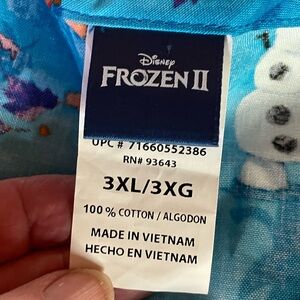 Disney
FROZEN II
UPC # 71660552386
RN# 93643
3XL/3XG
100 % COTTON / ALGODON
MADE IN VIETNAM
HECHO EN VIETNAM